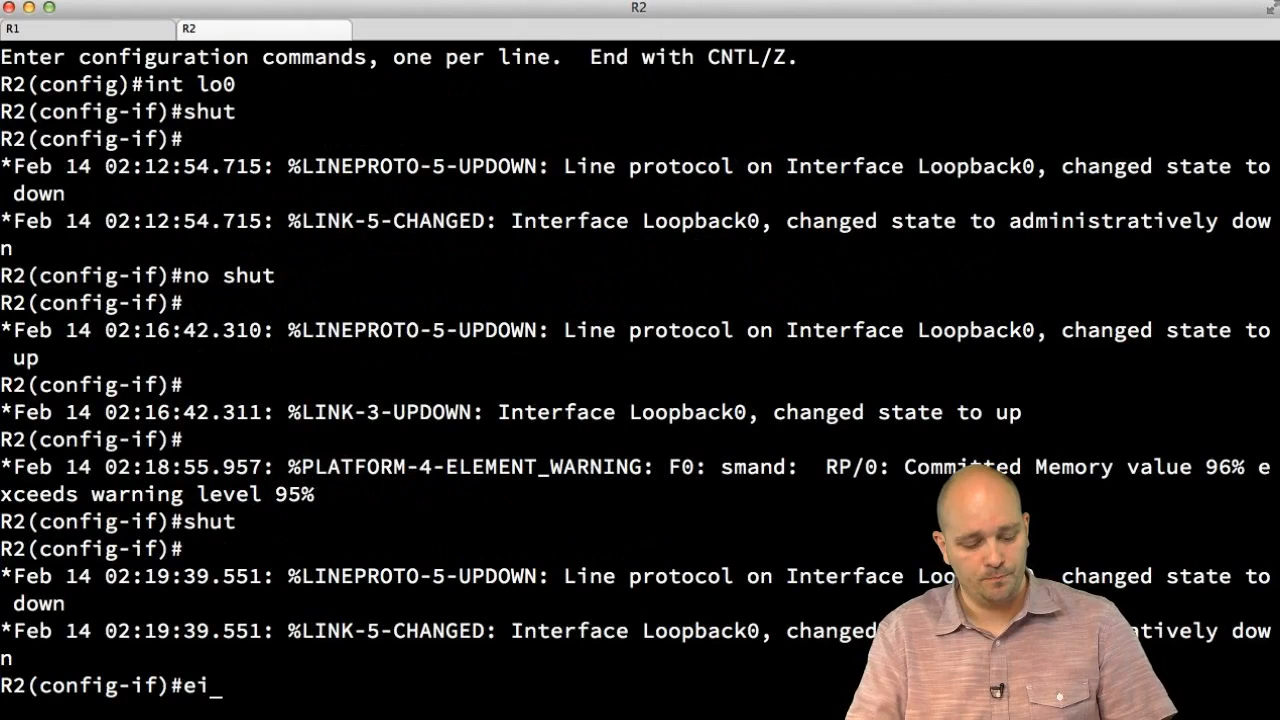 R2
R1
R2
Enter configuration commands, one per line.  End with CNTL/Z.
R2(config)#int lo0
R2(config-if)#shut
R2(config-if)#
*Feb 14 02:12:54.715: %LINEPROTO-5-UPDOWN: Line protocol on Interface Loopback0, changed state to
down
*Feb 14 02:12:54.715: %LINK-5-CHANGED: Interface Loopback0, changed state to administratively dow
n
R2(config-if)#no shut
R2(config-if)#
*Feb 14 02:16:42.310: %LINEPROTO-5-UPDOWN: Line protocol on Interface Loopback0, changed state to
up
R2(config-if)#
*Feb 14 02:16:42.311: %LINK-3-UPDOWN: Interface Loopback0, changed state to up
R2(config-if)#
*Feb 14 02:18:55.957: %PLATFORM-4-ELEMENT_WARNING: F0: smand:  RP/0: Committed Memory value 96% e
xceeds warning level 95%
R2(config-if)#shut
R2(config-if)#
*Feb 14 02:19:39.551: %LINEPROTO-5-UPDOWN: Line protocol on Interface changed state to
down
*Feb 14 02:19:39.551: %LINK-5-CHANGED: Interface Loopback0, changed dow
n
R2(config-if)#ei_